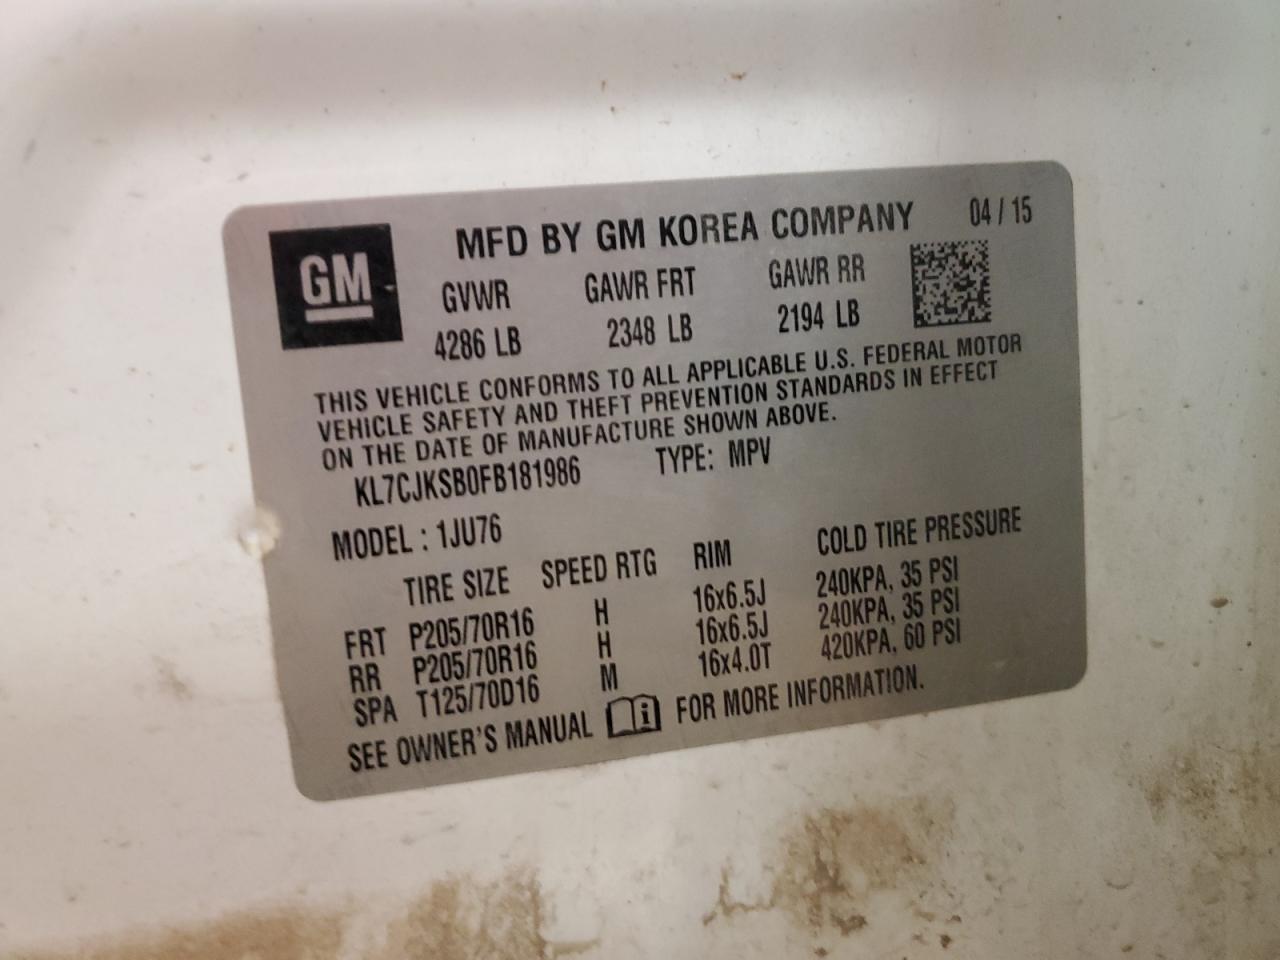 GM
MFD BY GM KOREA COMPANY 04 / 15
GVWR GAWR FRT GAWR RR
4286 LB 2348 LB 2194 LB
THIS VEHICLE CONFORMS TO ALL APPLICABLE U.S. FEDERAL MOTOR
VEHICLE SAFETY AND THEFT PREVENTION STANDARDS IN EFFECT
ON THE DATE OF MANUFACTURE SHOWN ABOVE.
KL7CJKSB0FB181986 TYPE: MPV
MODEL : 1JU76
TIRE SIZE SPEED RTG RIM COLD TIRE PRESSURE
FRT P205/70R16 H 16x6.5J 240KPA, 35 PSI
RR P205/70R16 H 16x6.5J 240KPA, 35 PSI
SPA T125/70D16 M 16x4.0T 420KPA, 60 PSI
SEE OWNER'S MANUAL i FOR MORE INFORMATION.